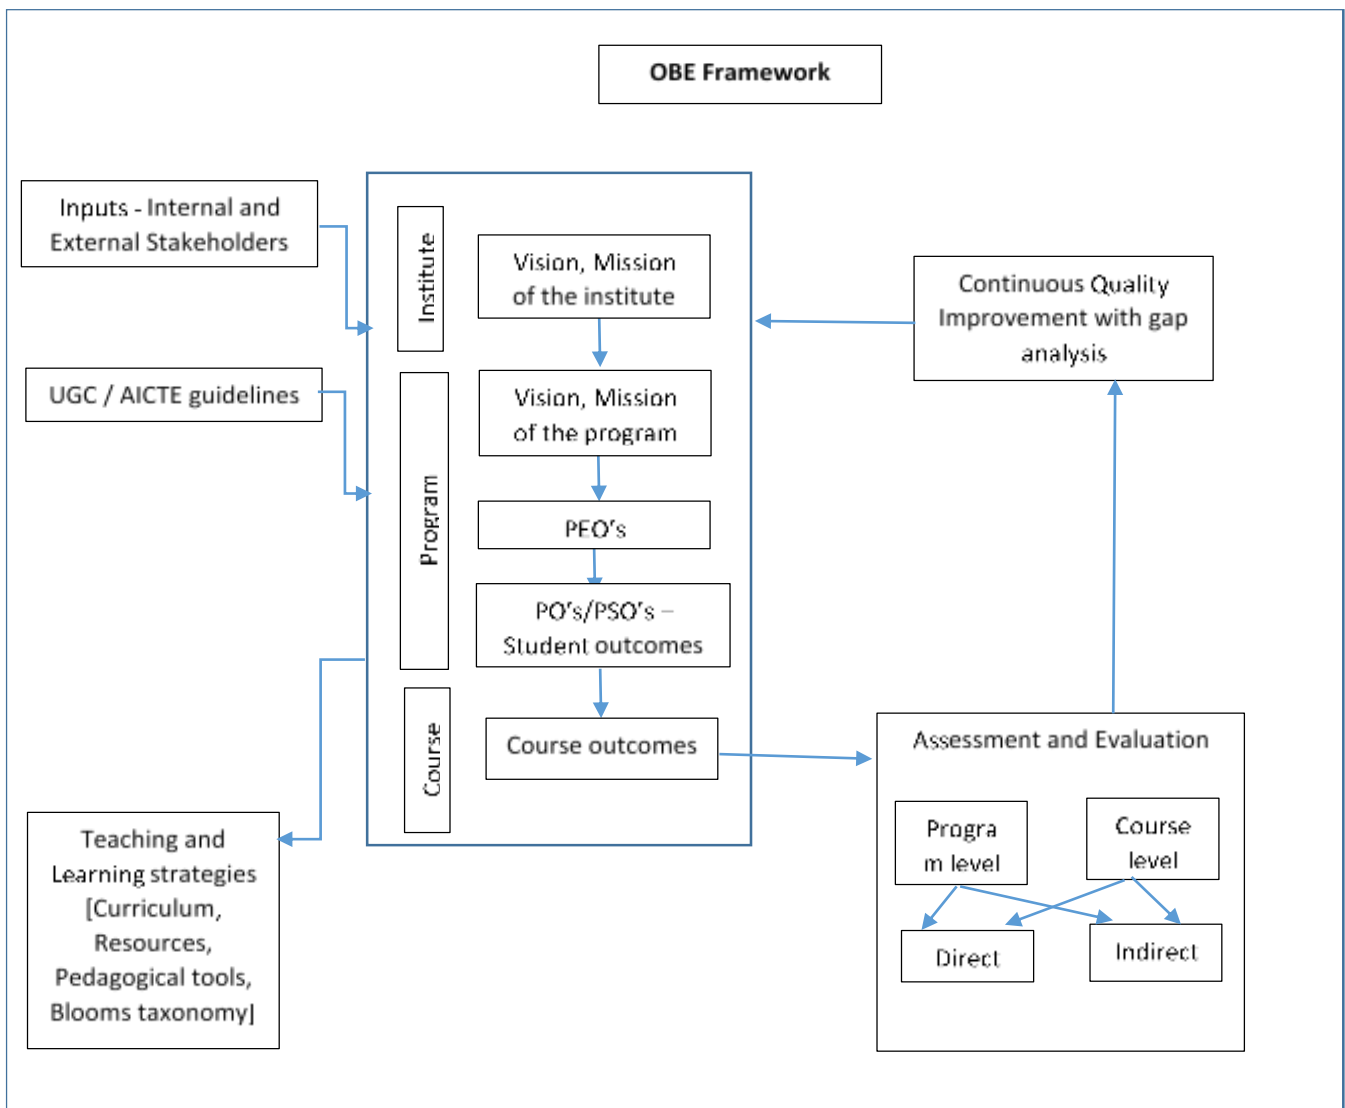 OBE Framework
Inputs - Internal and
External Stakeholders
UGC / AICTE guidelines
Institute
Vision, Mission
of the institute
Program
Vision, Mission
of the program
PEO's
PO's/PSO's –
Student outcomes
Course
Course outcomes
Teaching and
Learning strategies
[Curriculum,
Resources,
Pedagogical tools,
Blooms taxonomy]
Continuous Quality
Improvement with gap
analysis
Assessment and Evaluation
Progra
m level
Course
level
Direct
Indirect